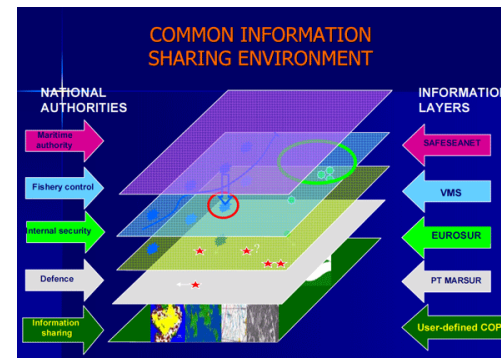 COMMON INFORMATION
SHARING ENVIRONMENT
NATIONAL
AUTHORITIES
Maritime
authority
Fishery control
Internal security
Defence
Information
sharing
INFORMATION
LAYERS
SAFESEANET
VMS
EUROSUR
PT MARSUR
User-defined COP
?